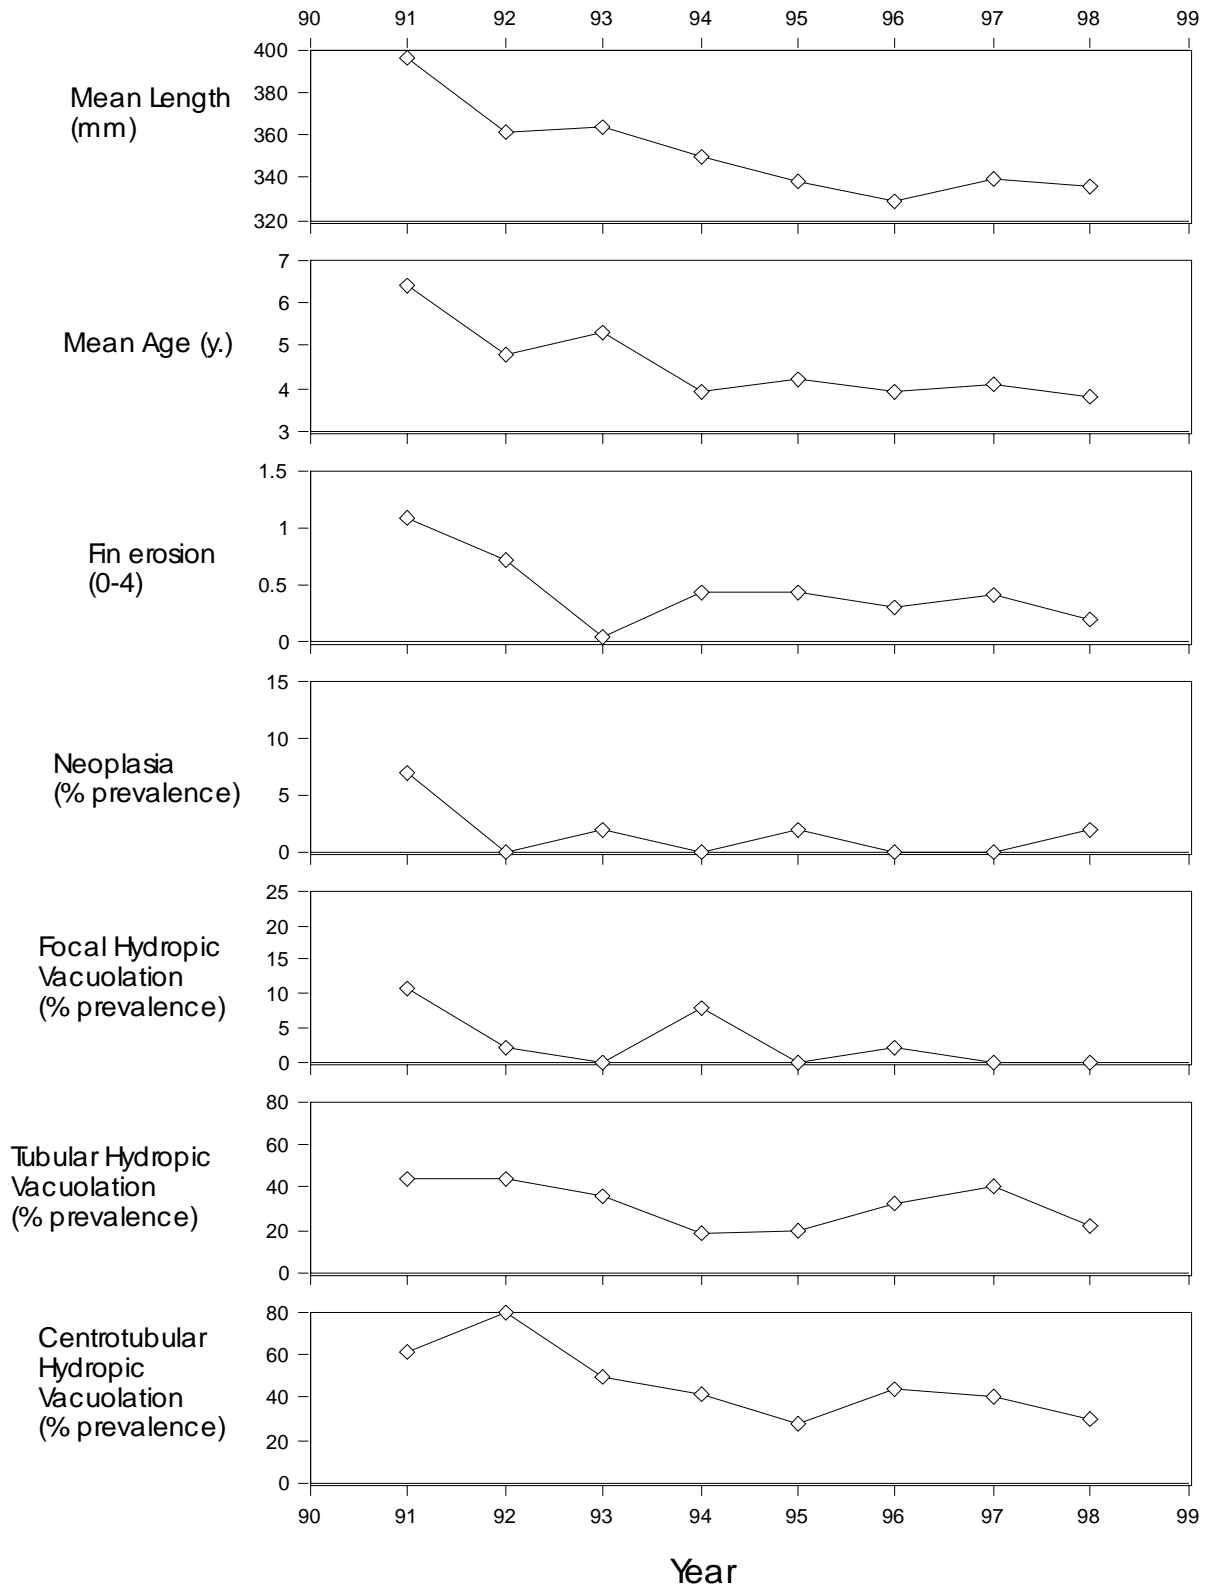 90 91 92 93 94 95 96 97 98 99
Mean Length
(mm)
400
380
360
340
320
Mean Age (y.)
7
6
5
4
3
Fin erosion
(0-4)
1.5
1
0.5
0
Neoplasia
(% prevalence)
15
10
5
0
Focal Hydropic
Vacuolation
(% prevalence)
25
20
15
10
5
0
Tubular Hydropic
Vacuolation
(% prevalence)
80
60
40
20
0
Centrotubular
Hydropic
Vacuolation
(% prevalence)
80
60
40
20
0
90 91 92 93 94 95 96 97 98 99
Year